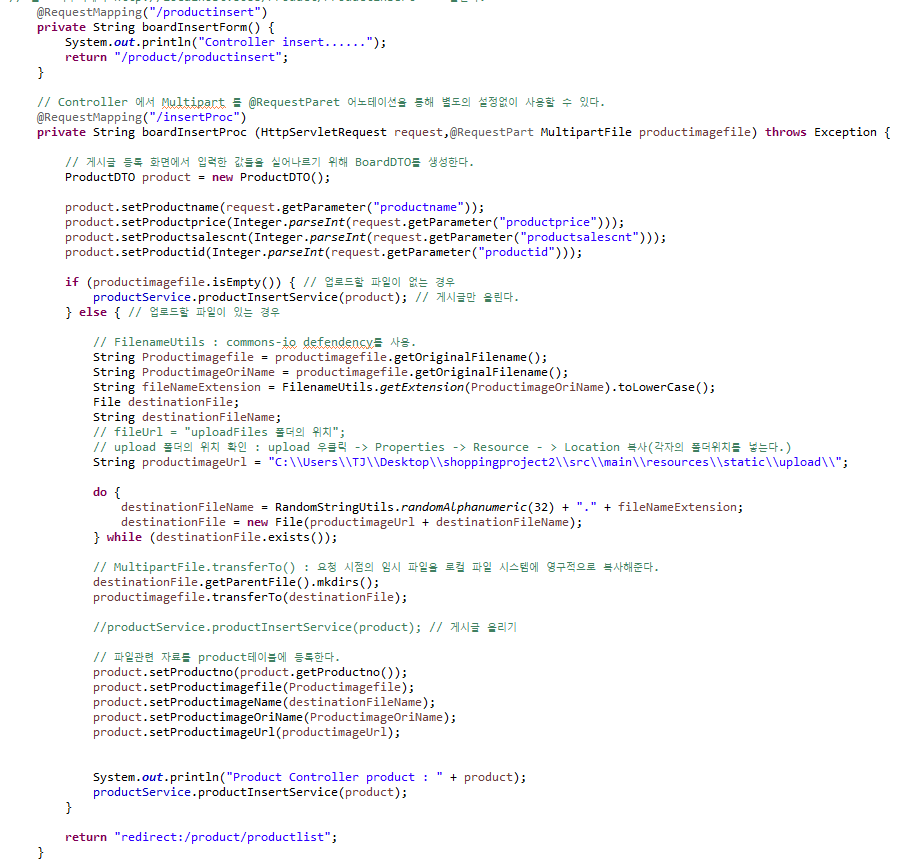 @RequestMapping("/productinsert")
private String boardInsertForm() {
System.out.println("Controller insert......");
return "/product/productinsert";
}
// Controller 에서 Multipart 를 @RequestParet 어노테이션을 통해 별도의 설정없이 사용할 수 있다.
@RequestMapping("/insertProc")
private String boardInsertProc (HttpServletRequest request,@RequestPart MultipartFile productimagefile) throws Exception {
// 게시글 등록 화면에서 입력한 값들을 실어나르기 위해 BoardDTO를 생성한다.
ProductDTO product = new ProductDTO();
product.setProductname(request.getParameter("productname"));
product.setProductprice(Integer.parseInt(request.getParameter("productprice")));
product.setProductsalescnt(Integer.parseInt(request.getParameter("productsalescnt")));
product.setProductid(Integer.parseInt(request.getParameter("productid")));
if (productimagefile.isEmpty()) { // 업로드할 파일이 없는 경우
productService.productInsertService(product); // 게시글만 올린다.
} else { // 업로드할 파일이 있는 경우
// FilenameUtils : commons-io defendency를 사용.
String Productimagefile = productimagefile.getOriginalFilename();
String ProductimageOriName = productimagefile.getOriginalFilename();
String fileNameExtension = FilenameUtils.getExtension(ProductimageOriName).toLowerCase();
File destinationFile;
String destinationFileName;
// fileUrl = "uploadFiles 폴더의 위치";
// upload 폴더의 위치 확인 : upload 우클릭 -> Properties -> Resource - > Location 복사(각자의 폴더위치를 넣는다.)
String productimageUrl = "C:\\Users\\TJ\\Desktop\\shoppingproject2\\src\\main\\resources\\static\\upload\\";
do {
destinationFileName = RandomStringUtils.randomAlphanumeric(32) + "." + fileNameExtension;
destinationFile = new File(productimageUrl + destinationFileName);
} while (destinationFile.exists());
// MultipartFile.transferTo() : 요청 시점의 임시 파일을 로컬 파일 시스템에 영구적으로 복사해준다.
destinationFile.getParentFile().mkdirs();
productimagefile.transferTo(destinationFile);
//productService.productInsertService(product); // 게시글 올리기
// 파일관련 자료를 product테이블에 등록한다.
product.setProductno(product.getProductno());
product.setProductimagefile(Productimagefile);
product.setProductimageName(destinationFileName);
product.setProductimageOriName(ProductimageOriName);
product.setProductimageUrl(productimageUrl);
System.out.println("Product Controller product : " + product);
productService.productInsertService(product);
}
return "redirect:/product/productlist";
}